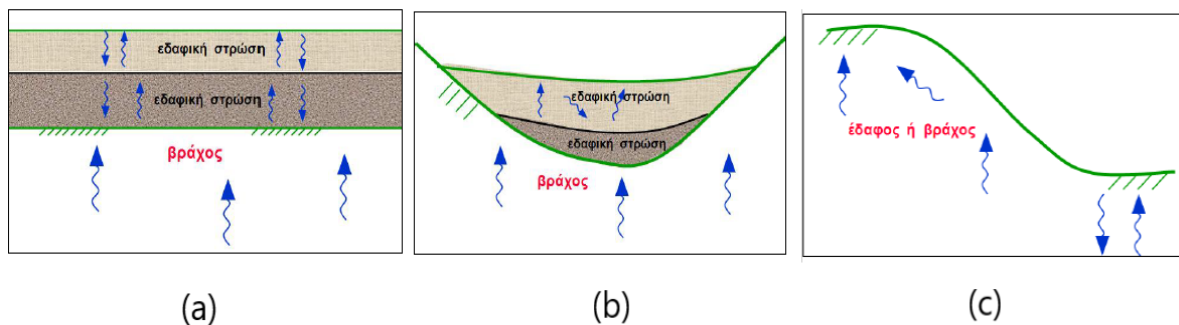 εδαφική στρώση
εδαφική στρώση
βράχος
(a)
εδαφική στρώση
εδαφική στρώση
βράχος
(b)
έδαφος ή βράχος
(c)